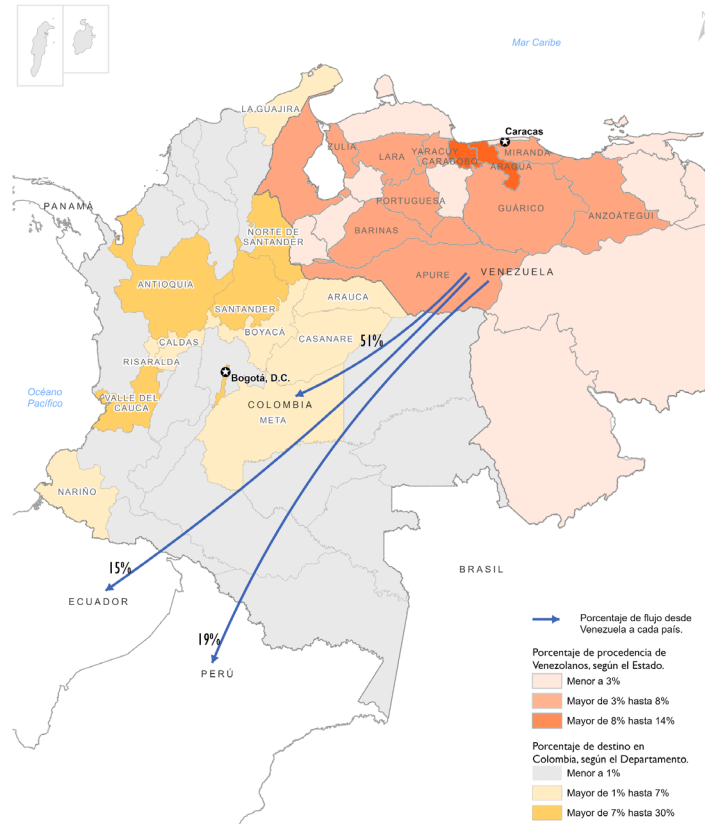 N
Mar Caribe
LA GUAJIRA
Caracas
ZULIA
LARA
YARACUY
CARABOBO
MIRANDA
ARAGUA
PANAMÁ
PORTUGUESA
GUÁRICO
ANZOÁTEGUI
NORTE DE
SANTANDER
BARINAS
APURE
VENEZUELA
ANTIOQUIA
ARAUCA
SANTANDER
BOYACÁ
CASANARE
51%
CALDAS
RISARALDA
Bogotá, D.C.
Océano
Pacífico
VALLE DEL
CAUCA
COLOMBIA
META
NARIÑO
15%
ECUADOR
BRASIL
19%
PERÚ
Porcentaje de flujo desde
Venezuela a cada país.
Porcentaje de procedencia de
Venezolanos, según el Estado.
Menor a 3%
Mayor de 3% hasta 8%
Mayor de 8% hasta 14%
Porcentaje de destino en
Colombia, según el Departamento.
Menor a 1%
Mayor de 1% hasta 7%
Mayor de 7% hasta 30%